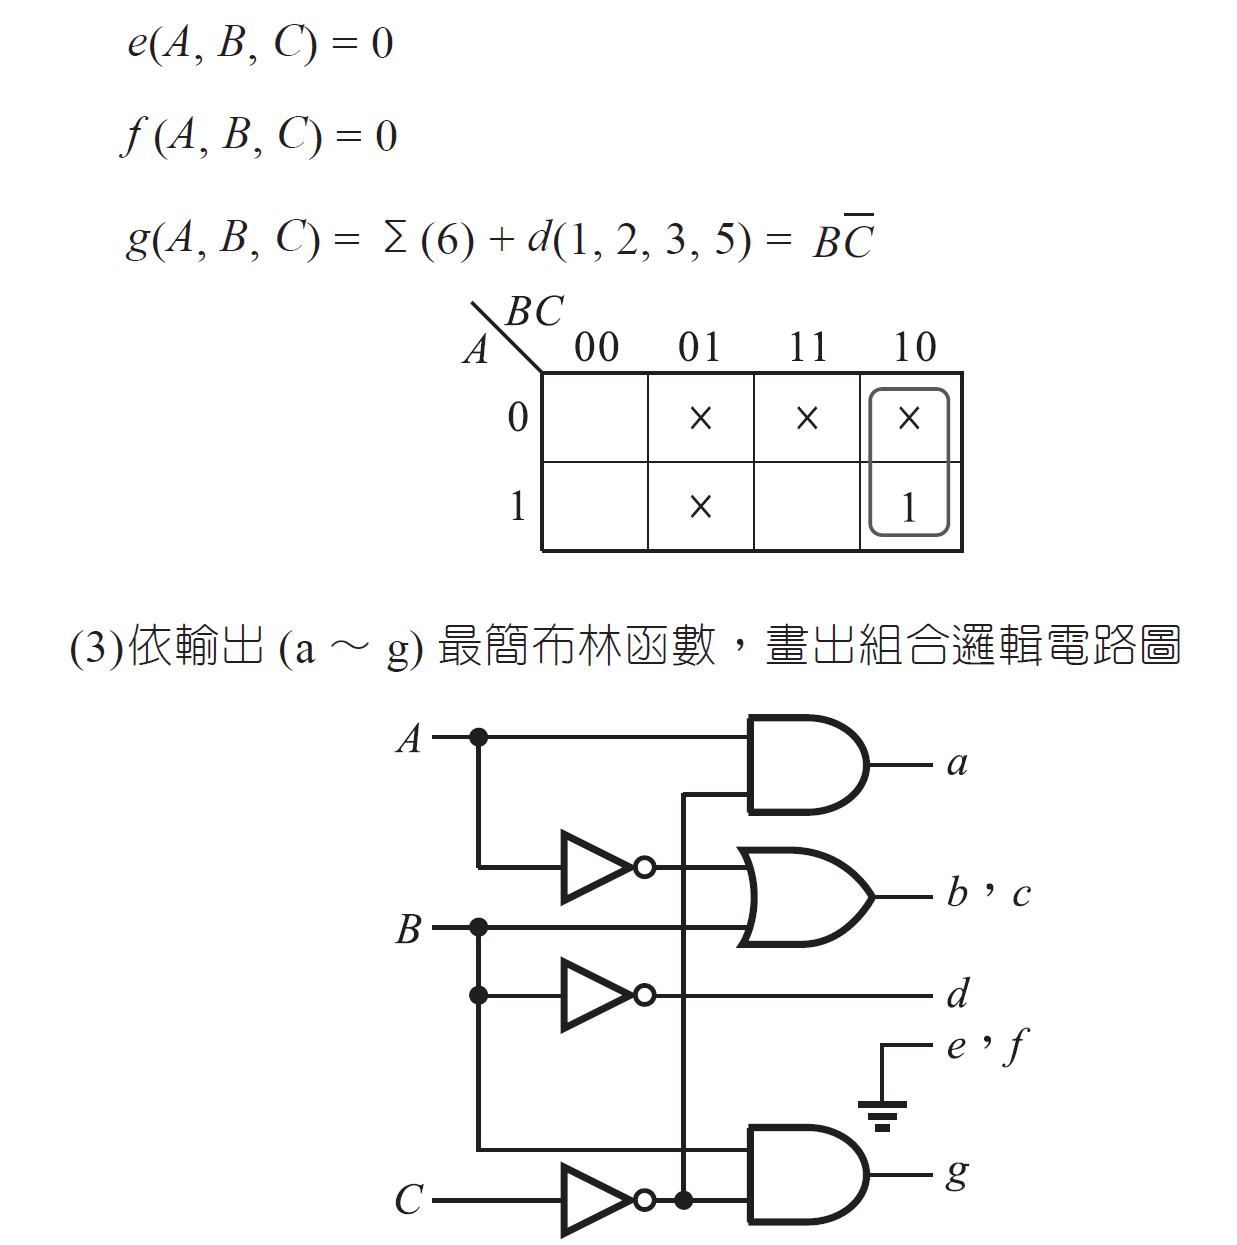 e(A, B, C) = 0
f (A, B, C) = 0
g(A, B, C) = Σ (6) + d(1, 2, 3, 5) = BC̅
BC
A
00 01 11 10
0 × × ×
1 × 1
(3)依輸出 (a ～ g) 最簡布林函數，畫出組合邏輯電路圖
A
a
b，c
B
d
e，f
g
C